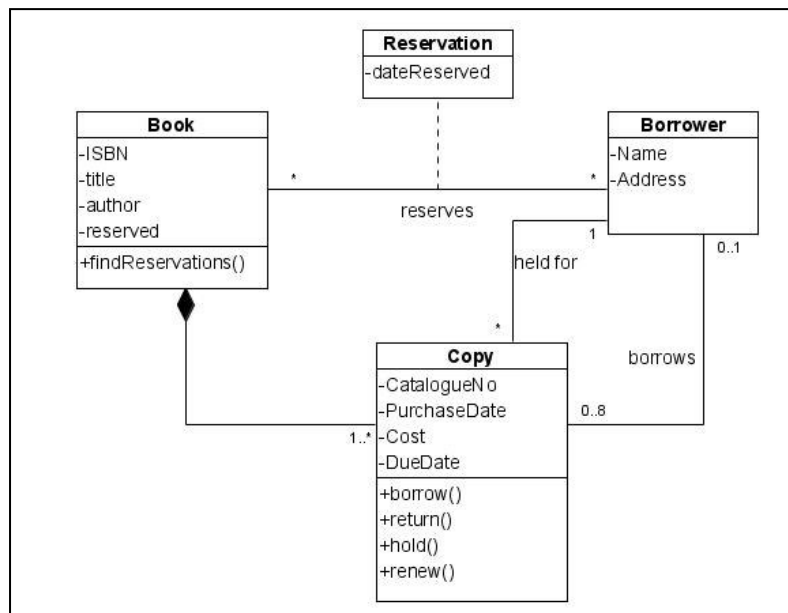 Reservation
-dateReserved
Book
-ISBN
-title
-author
-reserved
+findReservations()
Borrower
-Name
-Address
*
*
reserves
1
0..1
held for
*
borrows
Copy
-CatalogueNo
-PurchaseDate
-Cost
-DueDate
+borrow()
+return()
+hold()
+renew()
0..8
1..*